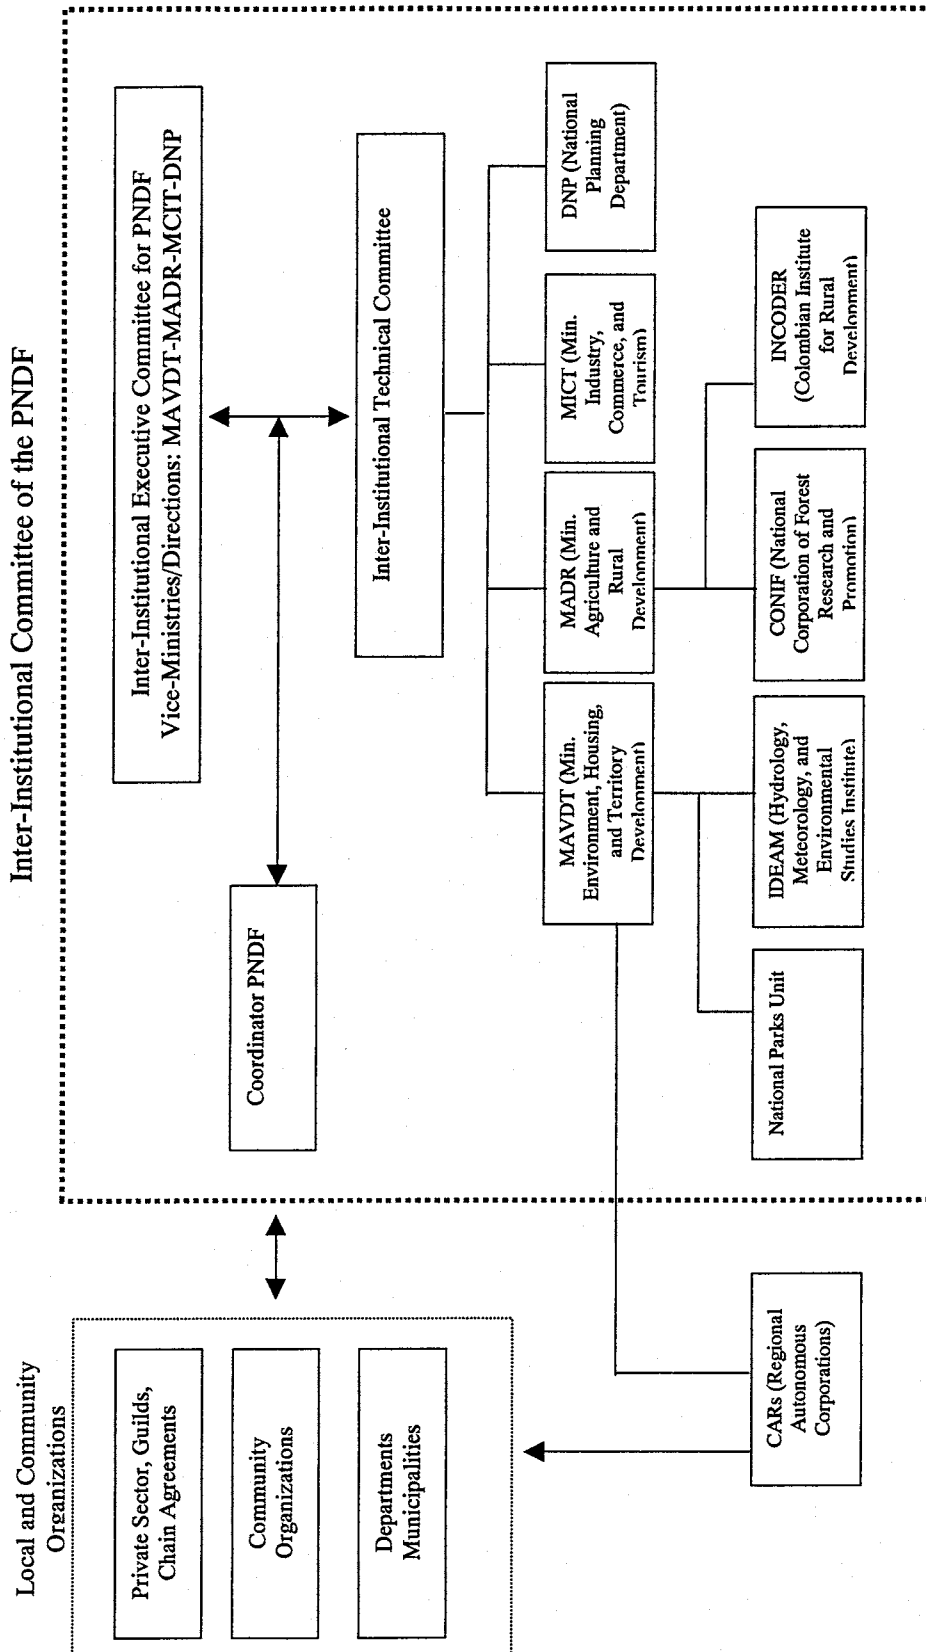 Inter-Institutional Committee of the PNDF
Local and Community
Organizations
Inter-Institutional Executive Committee for PNDF
Vice-Ministries/Directions: MAVDT-MADR-MCIT-DNP
Private Sector, Guilds,
Chain Agreements
Coordinator PNDF
Community
Organizations
Inter-Institutional Technical Committee
Departments
Municipalities
MAVDT (Min.
Environment, Housing,
and Territory
Development)
MADR (Min.
Agriculture and
Rural
Development)
MICT (Min.
Industry,
Commerce, and
Tourism)
DNP (National
Planning
Department)
CARs (Regional
Autonomous
Corporations)
National Parks Unit
IDEAM (Hydrology,
Meteorology, and
Environmental
Studies Institute)
CONIF (National
Corporation of Forest
Research and
Promotion)
INCODER
(Colombian Institute
for Rural
Development)